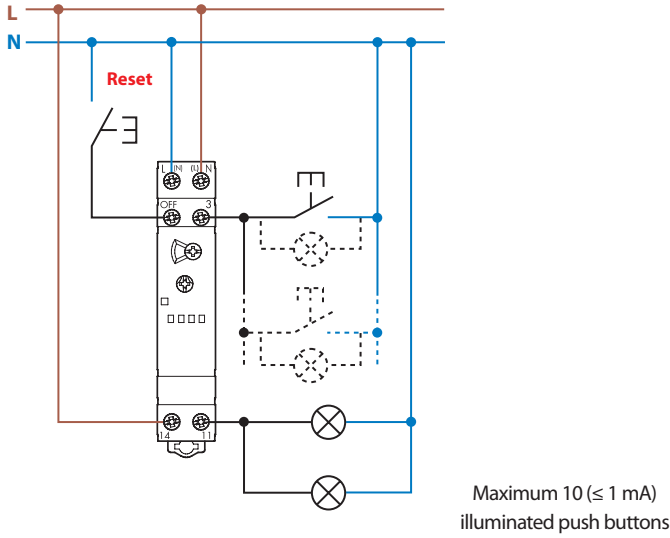 L
N
Reset
L (N) (L) N
OFF 3
14 11
Maximum 10 (≤ 1 mA)
illuminated push buttons